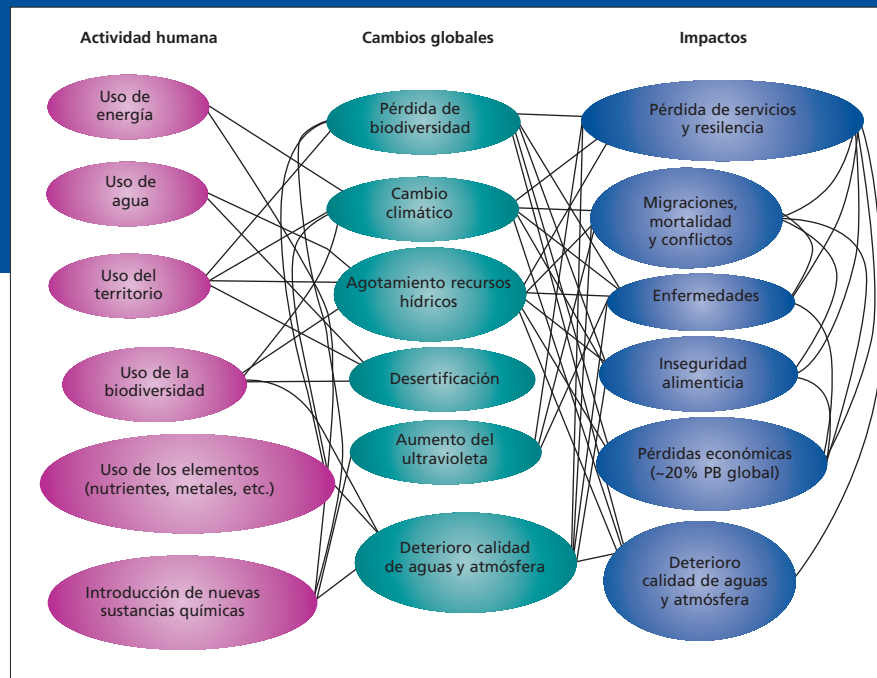 Actividad humana
Cambios globales
Impactos
Uso de
energía
Uso de
agua
Uso del
territorio
Uso de la
biodiversidad
Uso de los elementos
(nutrientes, metales, etc.)
Introducción de nuevas
sustancias químicas
Pérdida de
biodiversidad
Cambio
climático
Agotamiento recursos
hídricos
Desertificación
Aumento del
ultravioleta
Deterioro calidad
de aguas y atmósfera
Pérdida de servicios
y resilencia
Migraciones,
mortalidad
y conflictos
Enfermedades
Inseguridad
alimenticia
Pérdidas económicas
(~20% PB global)
Deterioro
calidad de aguas
y atmósfera